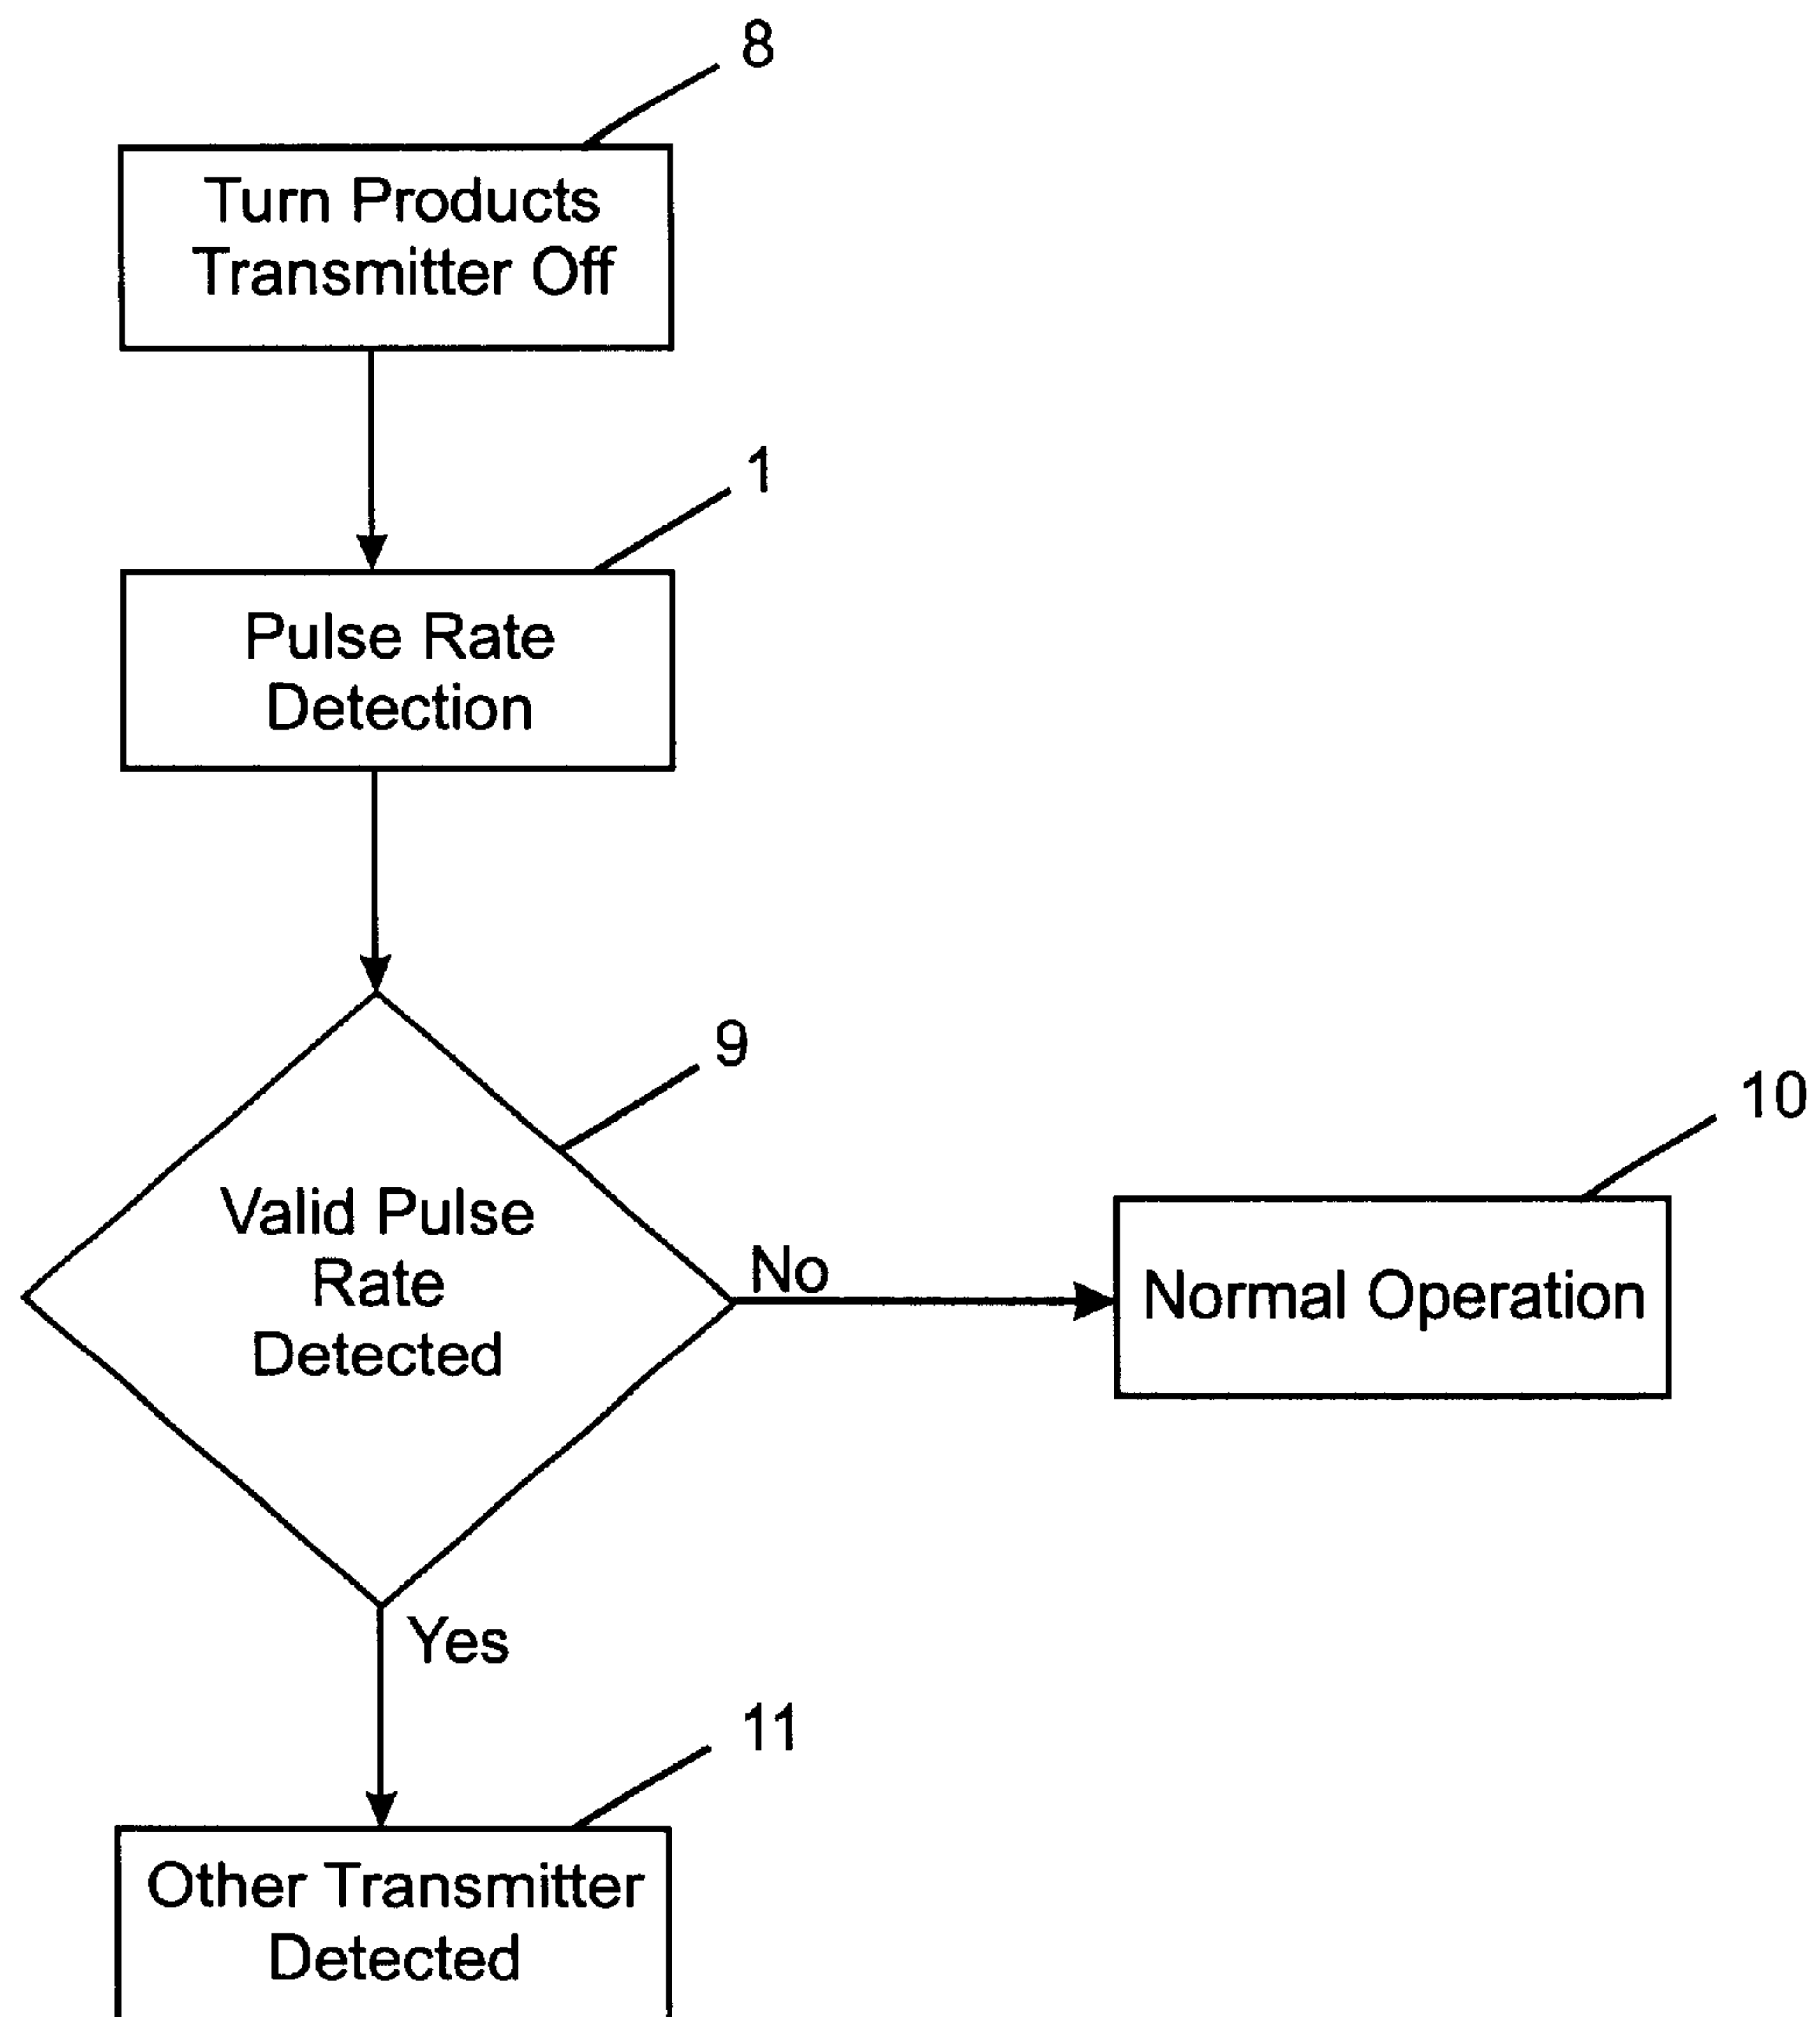 8
Turn Products
Transmitter Off
1
Pulse Rate
Detection
9
Valid Pulse
Rate
Detected
No
10
Normal Operation
Yes
11
Other Transmitter
Detected